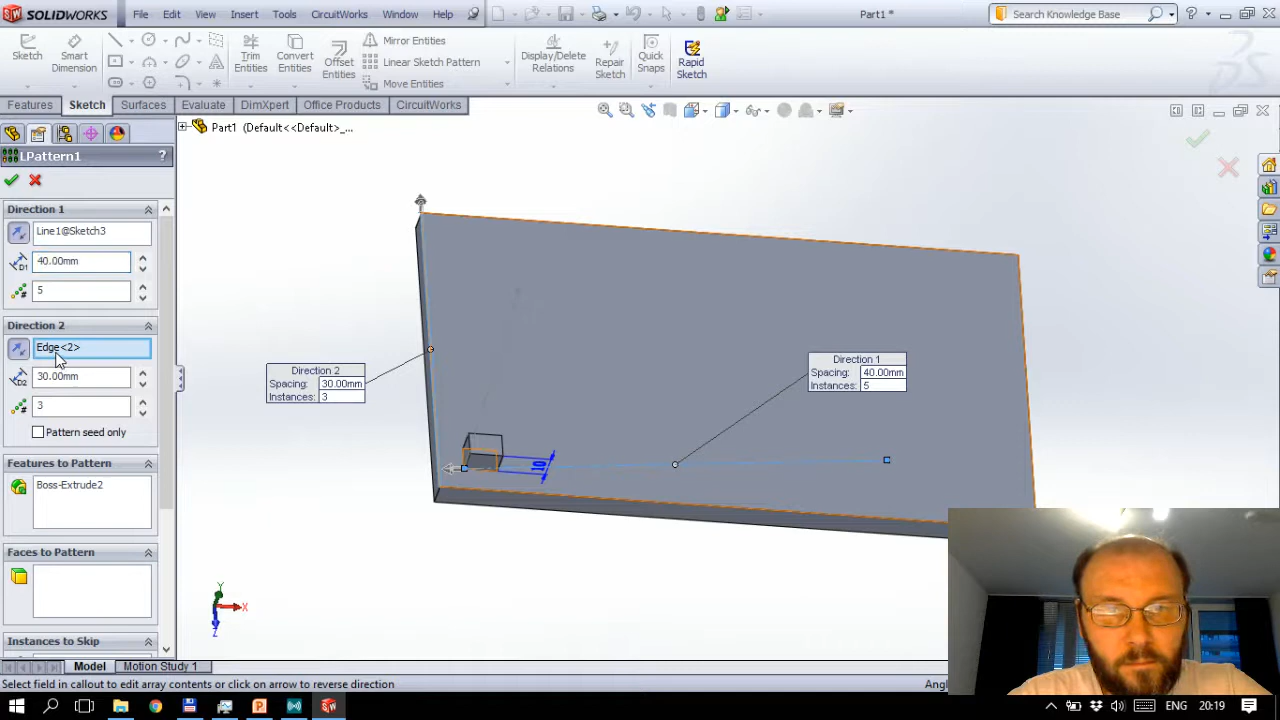 SOLIDWORKS File Edit View Insert Tools CircuitWorks Window Help Part1 * Search Knowledge Base
Sketch Smart Dimension Trim Entities Convert Entities Offset Entities Mirror Entities Linear Sketch Pattern Move Entities Display/Delete Relations Repair Sketch Quick Snaps Rapid Sketch
Features Sketch Surfaces Evaluate DimXpert Office Products CircuitWorks
Part1 (Default<<Default>_...
LPattern1 ?
Direction 1
Line1@Sketch3
40.00mm
5
Direction 2
Edge<2>
30.00mm
3
Pattern seed only
Features to Pattern
Boss-Extrude2
Faces to Pattern
Instances to Skip
Direction 2
Spacing: 30.00mm
Instances: 3
Direction 1
Spacing: 40.00mm
Instances: 5
10
Y
X
Z
Model Motion Study 1
Select field in callout to edit array contents or click on arrow to reverse direction
Ang
ENG 20:19